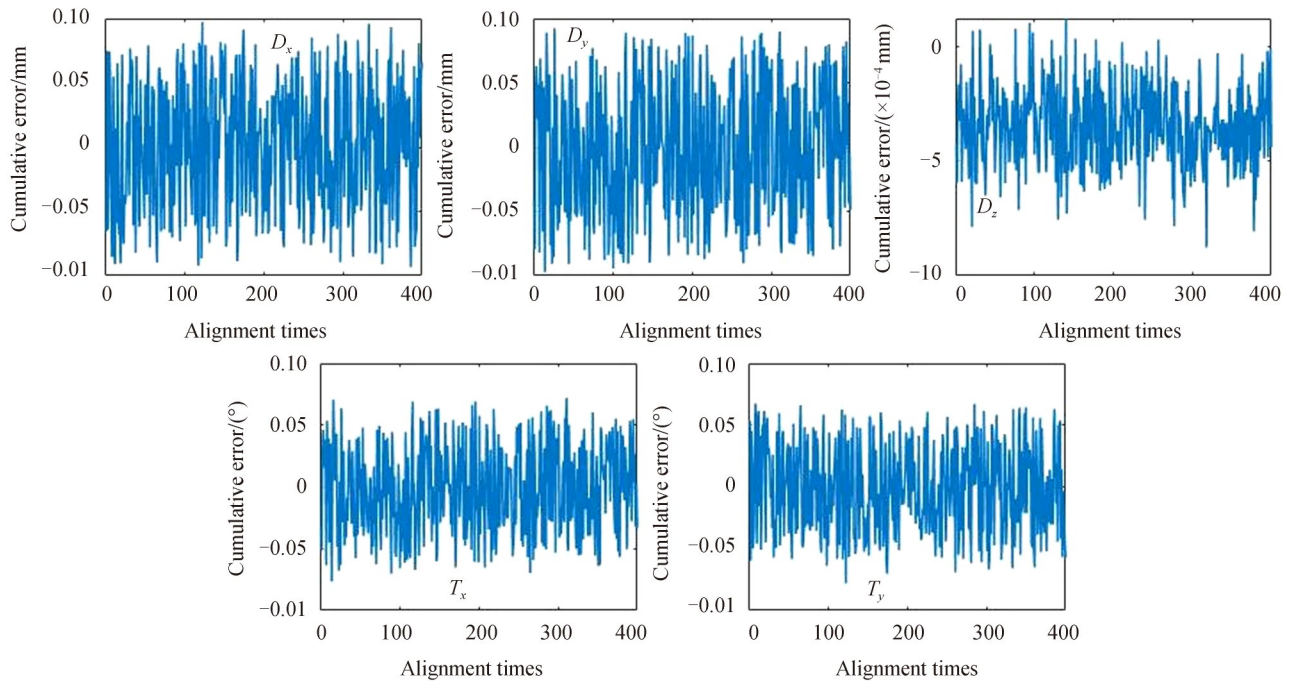 Cumulative error/mm
0.10
0.05
0
−0.05
−0.01
D_x
0 100 200 300 400
Alignment times
Cumulative error/mm
0.10
0.05
0
−0.05
−0.01
D_y
0 100 200 300 400
Alignment times
Cumulative error/(×10⁻⁴ mm)
0
−5
−10
D_z
0 100 200 300 400
Alignment times
Cumulative error/(°)
0.10
0.05
0
−0.05
−0.01
T_x
0 100 200 300 400
Alignment times
Cumulative error/(°)
0.10
0.05
0
−0.05
−0.01
T_y
0 100 200 300 400
Alignment times